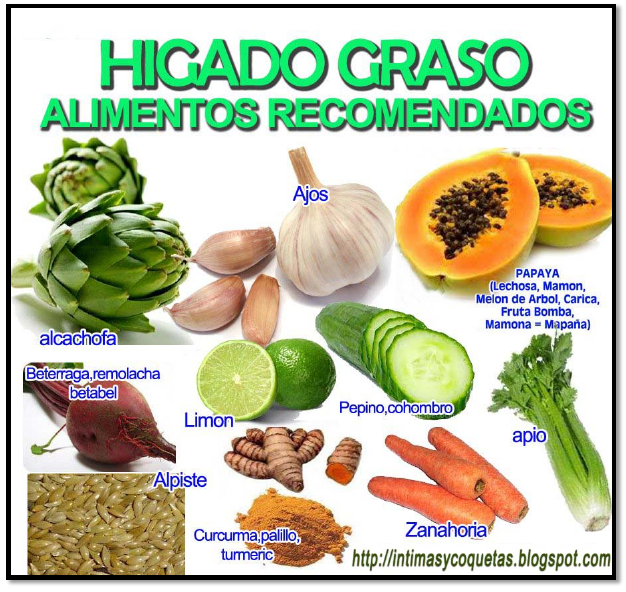 HIGADO GRASO
ALIMENTOS RECOMENDADOS
Ajos
PAPAYA
(Lechosa, Mamon,
Melon de Arbol, Carica,
Fruta Bomba,
Mamona = Mapaña)
alcachofa
Beterraga,remolacha
betabel
Limon
Pepino,cohombro
apio
Alpiste
Curcurma,palillo,
turmeric
Zanahoria
http://intimasycoquetas.blogspot.com